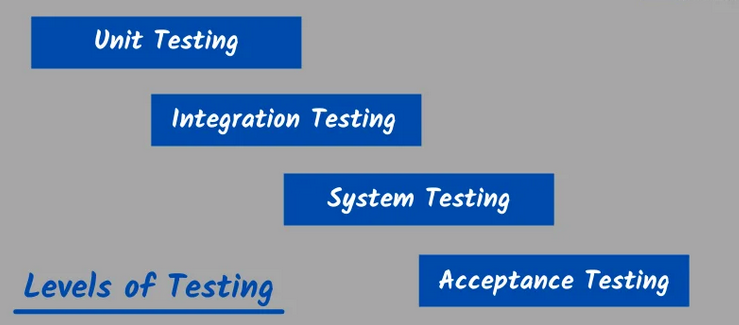 Unit Testing
Integration Testing
System Testing
Acceptance Testing
Levels of Testing